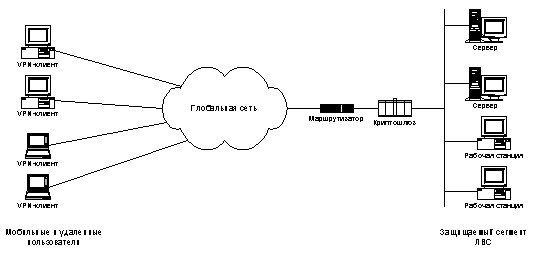 VPN-клиент
VPN-клиент
VPN-клиент
VPN-клиент
Мобильные и удаленные
пользователи
Глобальная сеть
Маршрутизатор
Криптошлюз
Сервер
Сервер
Рабочая станция
Рабочая станция
Защищаемый сегмент
ЛВС